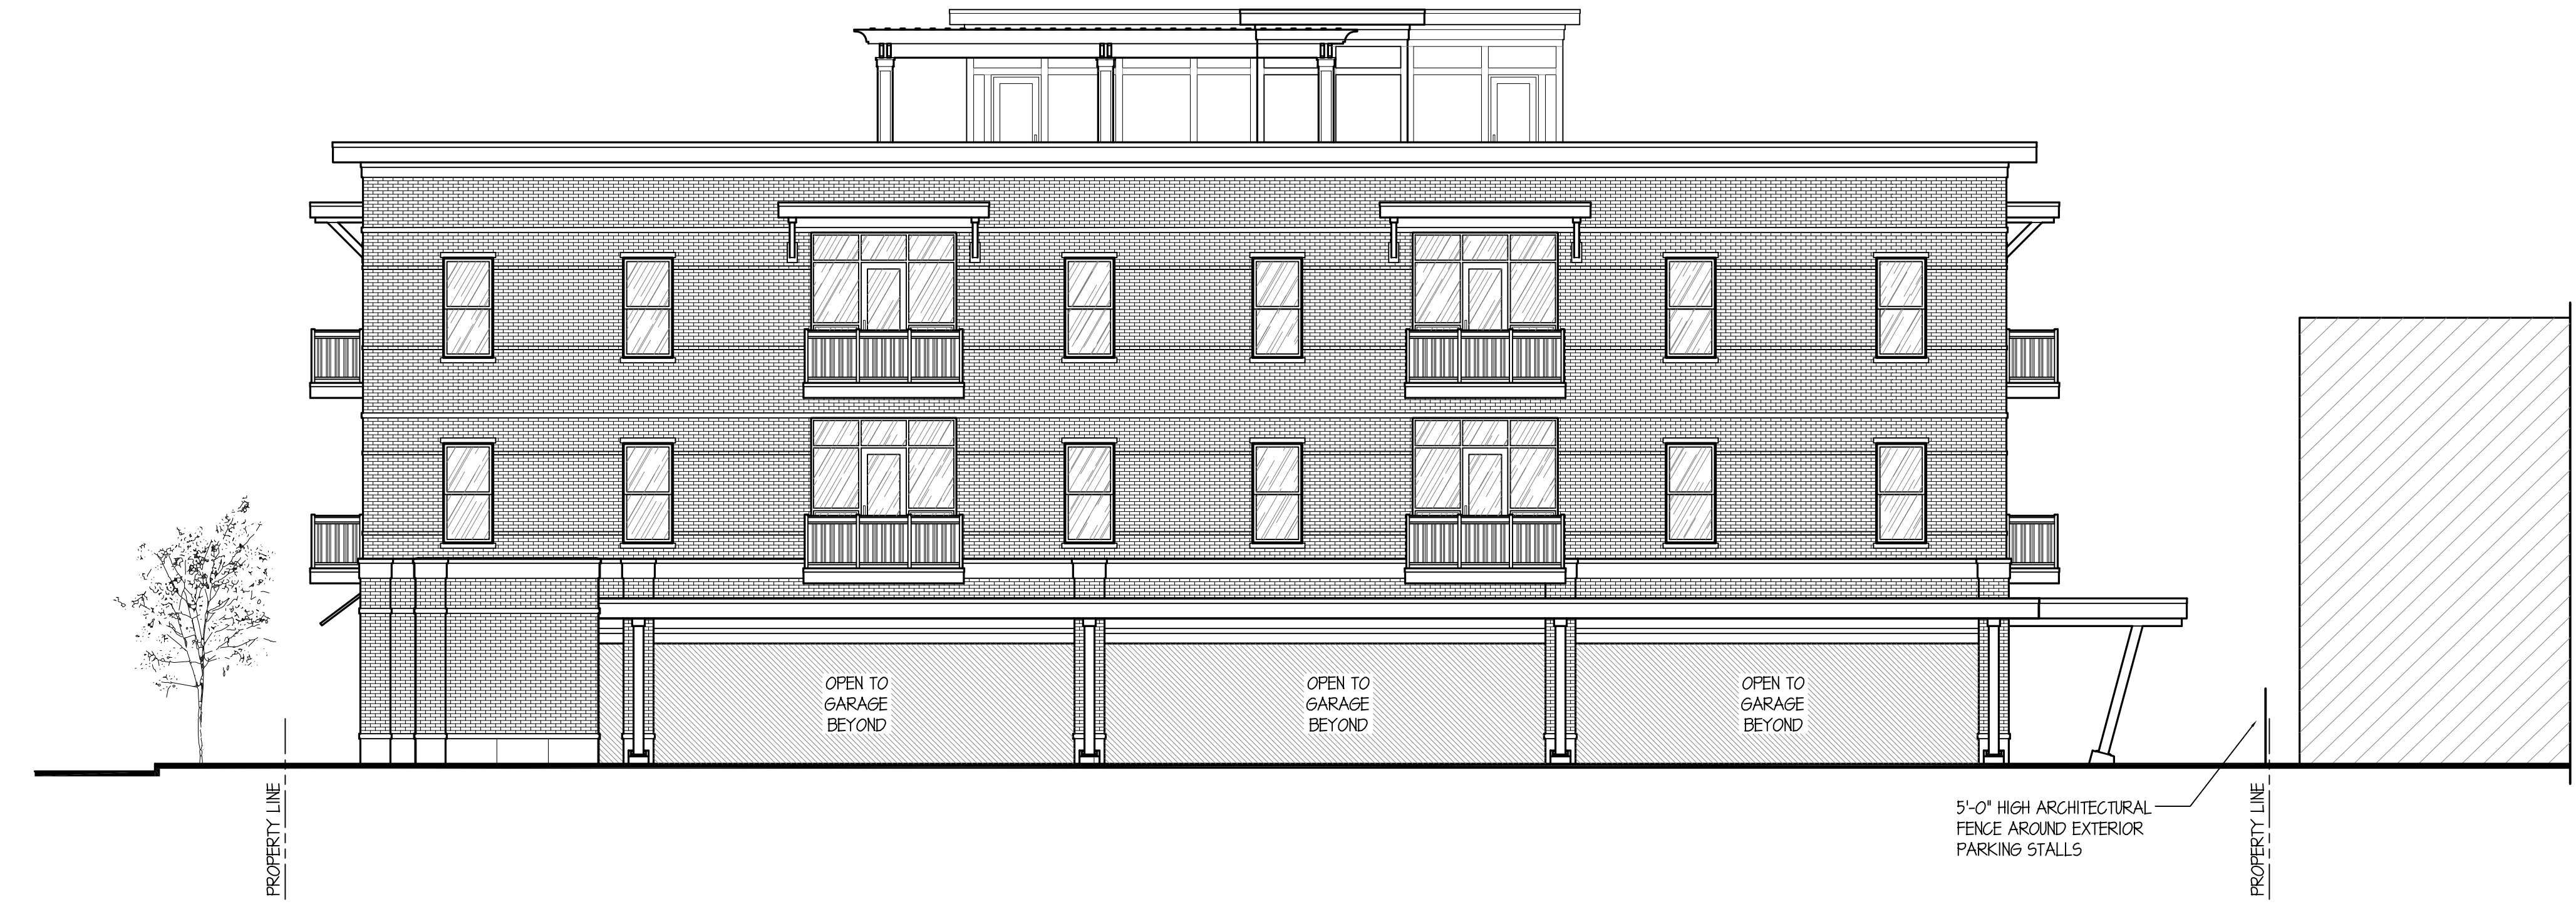 OPEN TO
GARAGE
BEYOND
OPEN TO
GARAGE
BEYOND
OPEN TO
GARAGE
BEYOND
PROPERTY LINE
5'-0" HIGH ARCHITECTURAL
FENCE AROUND EXTERIOR
PARKING STALLS
PROPERTY LINE